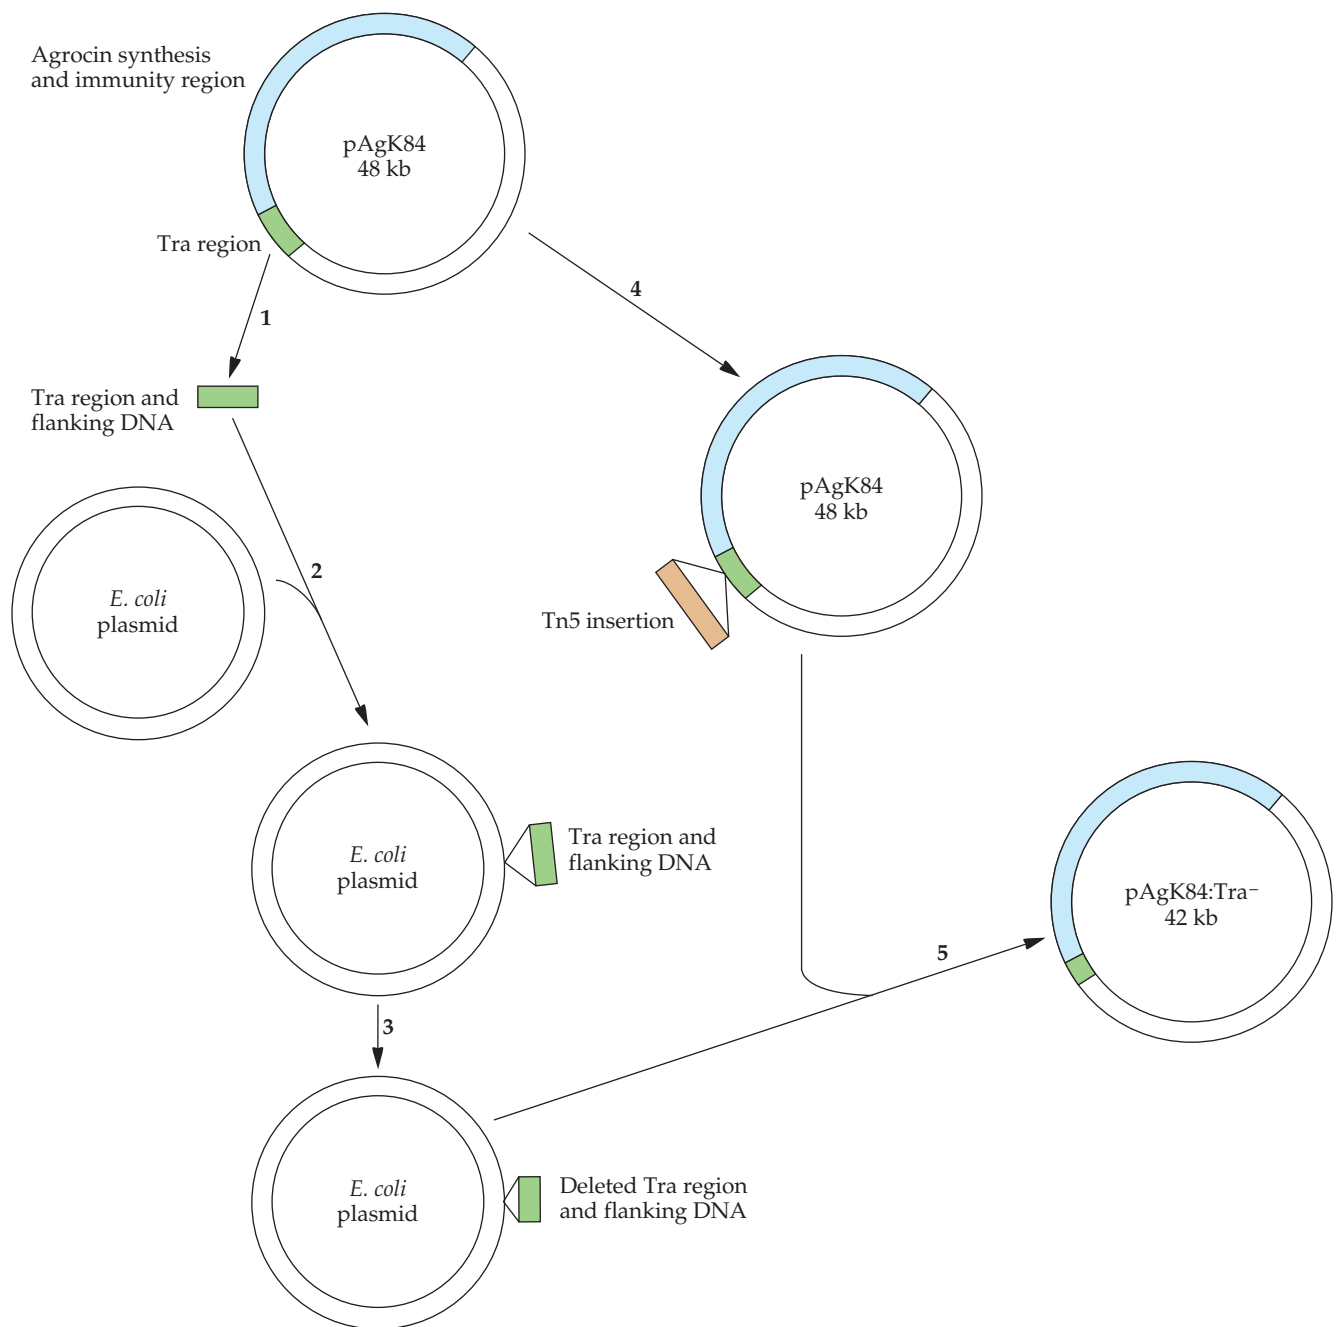 Agrocin synthesis
and immunity region
pAgK84
48 kb
Tra region
1
4
Tra region and
flanking DNA
pAgK84
48 kb
E. coli
plasmid
2
Tn5 insertion
Tra region and
flanking DNA
E. coli
plasmid
pAgK84:Tra⁻
42 kb
5
3
E. coli
plasmid
Deleted Tra region
and flanking DNA